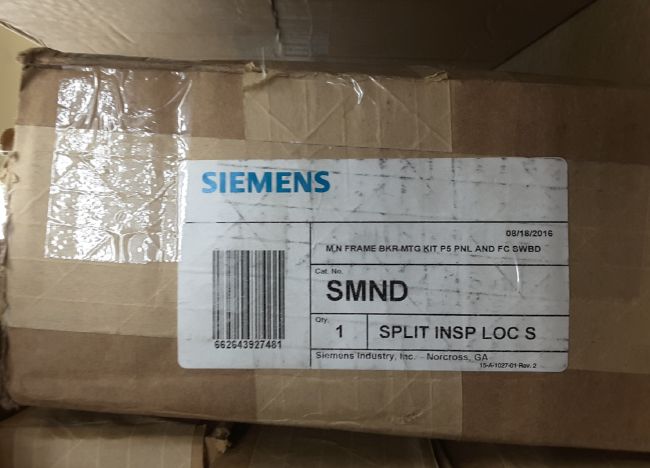 SIEMENS
08/18/2016
M,N FRAME BKR MTG KIT P5 PNL AND FC SWBD
Cat. No.
SMND
Qty.
1 SPLIT INSP LOC S
662643927481
Siemens Industry, Inc. - Norcross, GA
15-A-1027-01 Rev. 2